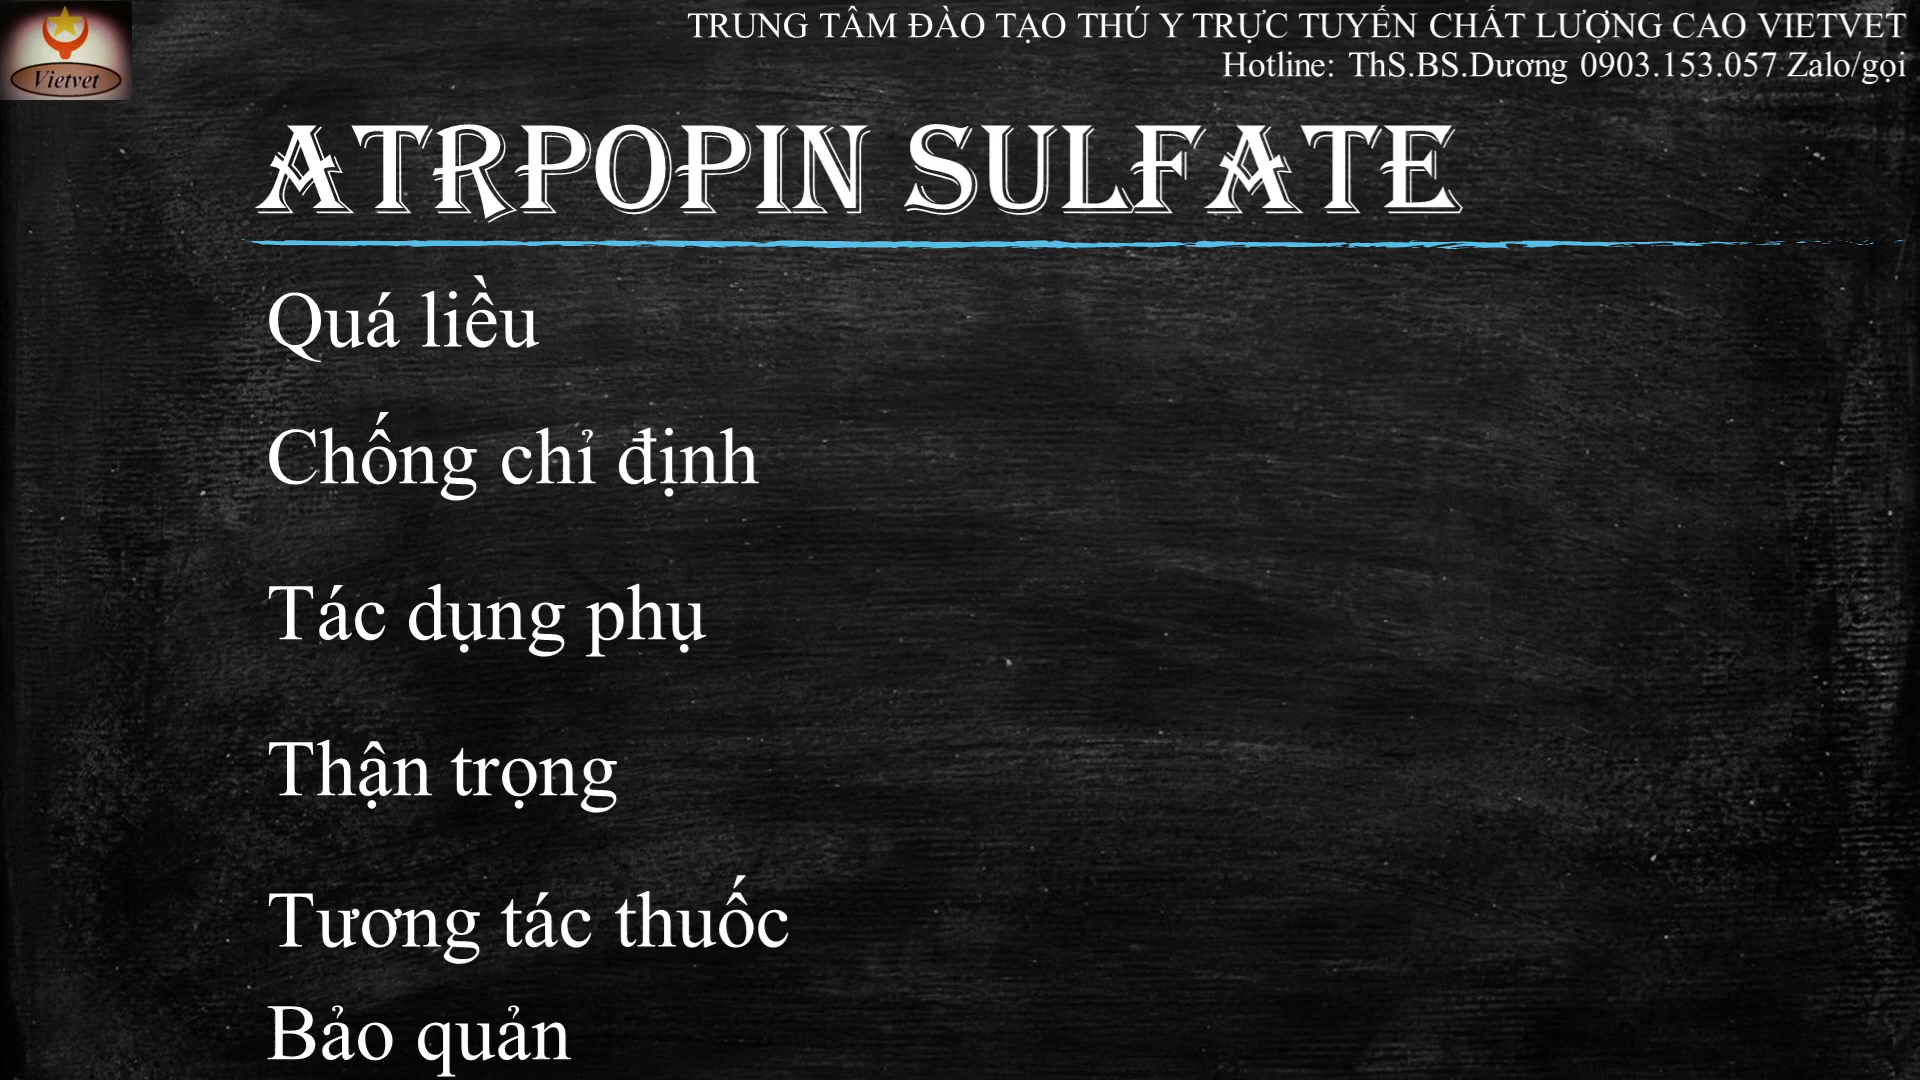 Vietvet
TRUNG TÂM ĐÀO TẠO THÚ Y TRỰC TUYẾN CHẤT LƯỢNG CAO VIETVET
Hotline: ThS.BS.Dương 0903.153.057 Zalo/gọi
ATRPOPIN SULFATE
Quá liều
Chống chỉ định
Tác dụng phụ
Thận trọng
Tương tác thuốc
Bảo quản